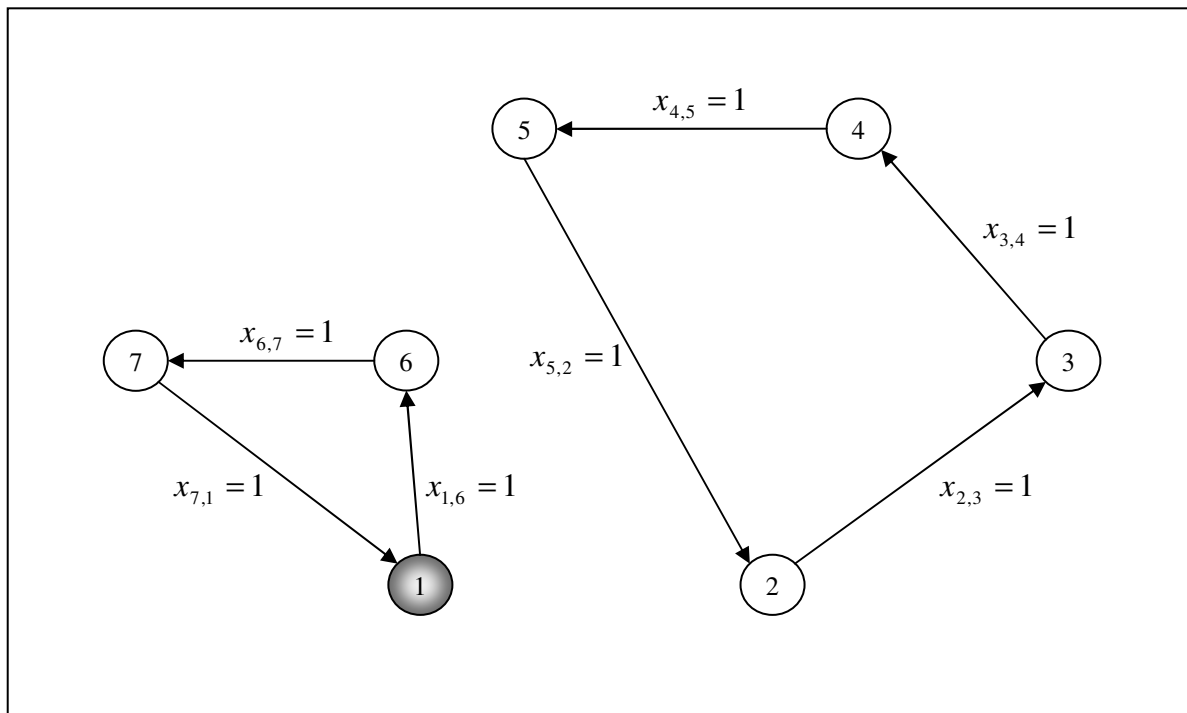 x4,5 = 1
5
4
x3,4 = 1
x6,7 = 1
7
6
x5,2 = 1
3
x7,1 = 1
x1,6 = 1
x2,3 = 1
1
2